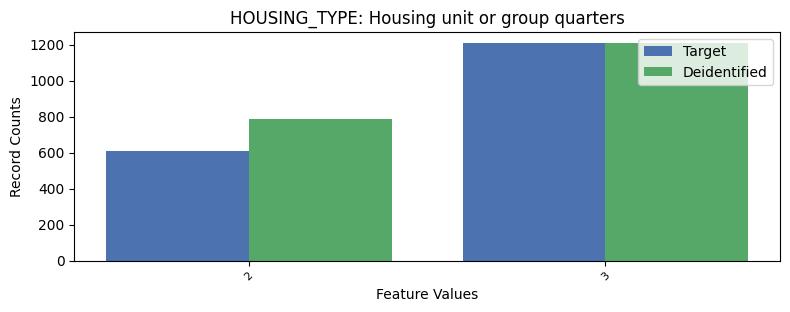 HOUSING_TYPE: Housing unit or group quarters
Target
Deidentified
Record Counts
1200
1000
800
600
400
200
0
2
3
Feature Values